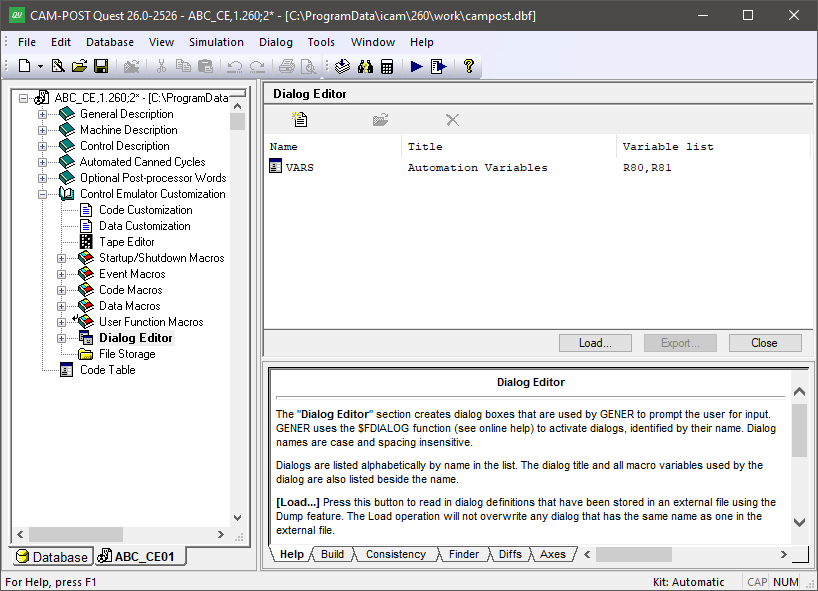 CAM-POST Quest 26.0-2526 - ABC_CE,1.260;2* - [C:\ProgramData\icam\260\work\campost.dbf]
File Edit Database View Simulation Dialog Tools Window Help
ABC_CE,1.260;2* - [C:\ProgramData
General Description
Machine Description
Control Description
Automated Canned Cycles
Optional Post-processor Words
Control Emulator Customization
Code Customization
Data Customization
Tape Editor
Startup/Shutdown Macros
Event Macros
Code Macros
Data Macros
User Function Macros
Dialog Editor
File Storage
Code Table
Database ABC_CE01
Dialog Editor
Name Title Variable list
VARS Automation Variables R80,R81
Load... Export... Close
Dialog Editor
The "Dialog Editor" section creates dialog boxes that are used by GENER to prompt the user for input.
GENER uses the $FDIALOG function (see online help) to activate dialogs, identified by their name. Dialog
names are case and spacing insensitive.
Dialogs are listed alphabetically by name in the list. The dialog title and all macro variables used by the
dialog are also listed beside the name.
[Load...] Press this button to read in dialog definitions that have been stored in an external file using the
Dump feature. The Load operation will not overwrite any dialog that has the same name as one in the
external file.
Help Build Consistency Finder Diffs Axes
For Help, press F1 Kit: Automatic CAP NUM